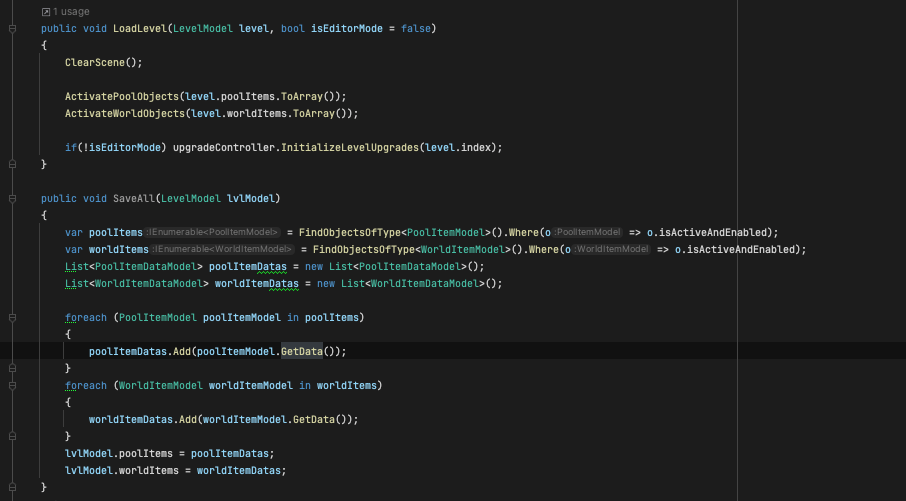 1 usage
public void LoadLevel(LevelModel level, bool isEditorMode = false)
{
ClearScene();
ActivatePoolObjects(level.poolItems.ToArray());
ActivateWorldObjects(level.worldItems.ToArray());
if(!isEditorMode) upgradeController.InitializeLevelUpgrades(level.index);
}
public void SaveAll(LevelModel lvlModel)
{
var poolItems :IEnumerable<PoolItemModel> = FindObjectsOfType<PoolItemModel>().Where(o :PoolItemModel => o.isActiveAndEnabled);
var worldItems :IEnumerable<WorldItemModel> = FindObjectsOfType<WorldItemModel>().Where(o :WorldItemModel => o.isActiveAndEnabled);
List<PoolItemDataModel> poolItemDatas = new List<PoolItemDataModel>();
List<WorldItemDataModel> worldItemDatas = new List<WorldItemDataModel>();
foreach (PoolItemModel poolItemModel in poolItems)
{
poolItemDatas.Add(poolItemModel.GetData());
}
foreach (WorldItemModel worldItemModel in worldItems)
{
worldItemDatas.Add(worldItemModel.GetData());
}
lvlModel.poolItems = poolItemDatas;
lvlModel.worldItems = worldItemDatas;
}